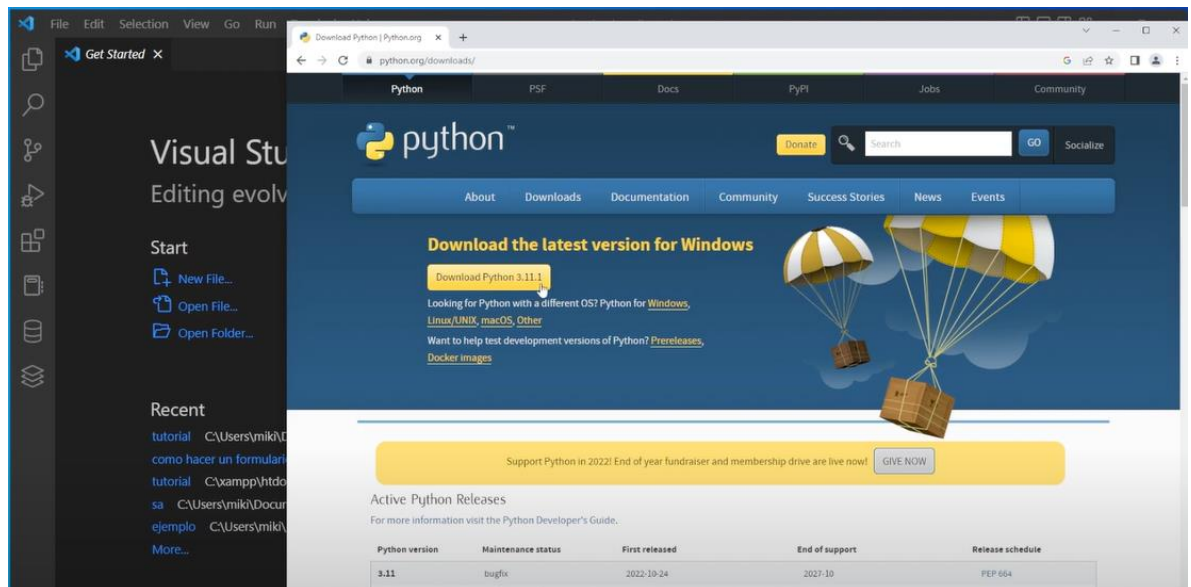 File Edit Selection View Go Run
Get Started
Visual Stu
Editing evolv
Start
New File...
Open File...
Open Folder...
Recent
tutorial C:\Users\miki\D
como hacer un formulari
tutorial C:\xampp\htdo
sa C:\Users\miki\Docur
ejemplo C:\Users\miki\
More...
Download Python | Python.org
python.org/downloads/
Python PSF Docs PyPI Jobs Community
python™
Donate Search GO Socialize
About Downloads Documentation Community Success Stories News Events
Download the latest version for Windows
Download Python 3.11.1
Looking for Python with a different OS? Python for Windows,
Linux/UNIX, macOS, Other
Want to help test development versions of Python? Prereleases,
Docker images
Support Python in 2022! End of year fundraiser and membership drive are live now! GIVE NOW
Active Python Releases
For more information visit the Python Developer's Guide.
Python version Maintenance status First released End of support Release schedule
3.11 bugfix 2022-10-24 2027-10 PEP 664